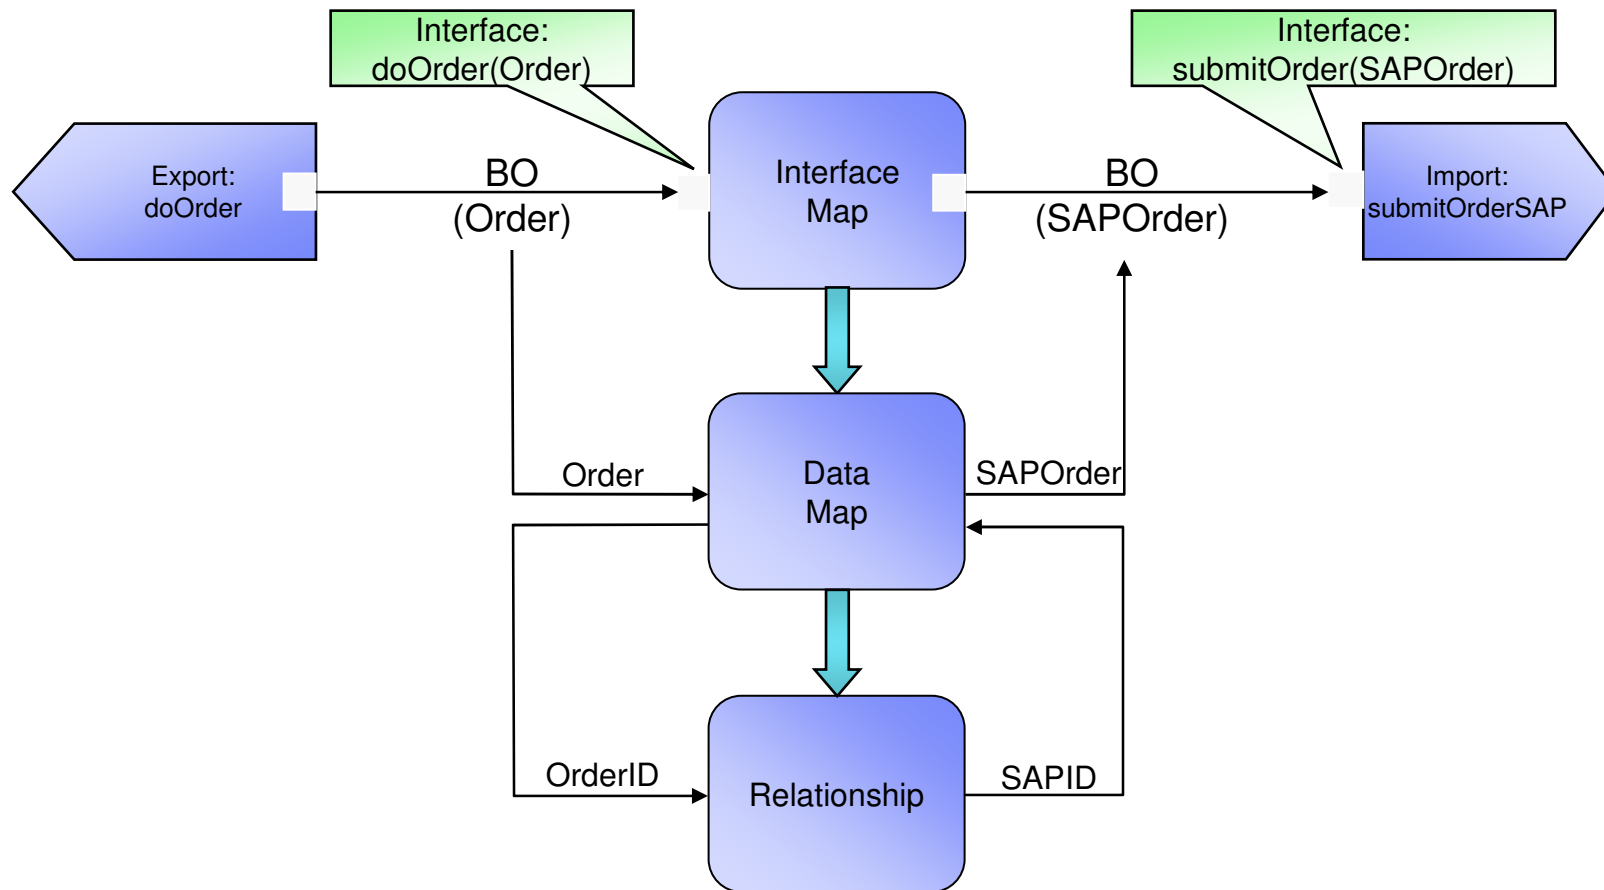 Interface:
doOrder(Order)
Interface:
submitOrder(SAPOrder)
Export:
doOrder
BO
(Order)
Interface
Map
BO
(SAPOrder)
Import:
submitOrderSAP
Order
Data
Map
SAPOrder
OrderID
Relationship
SAPID